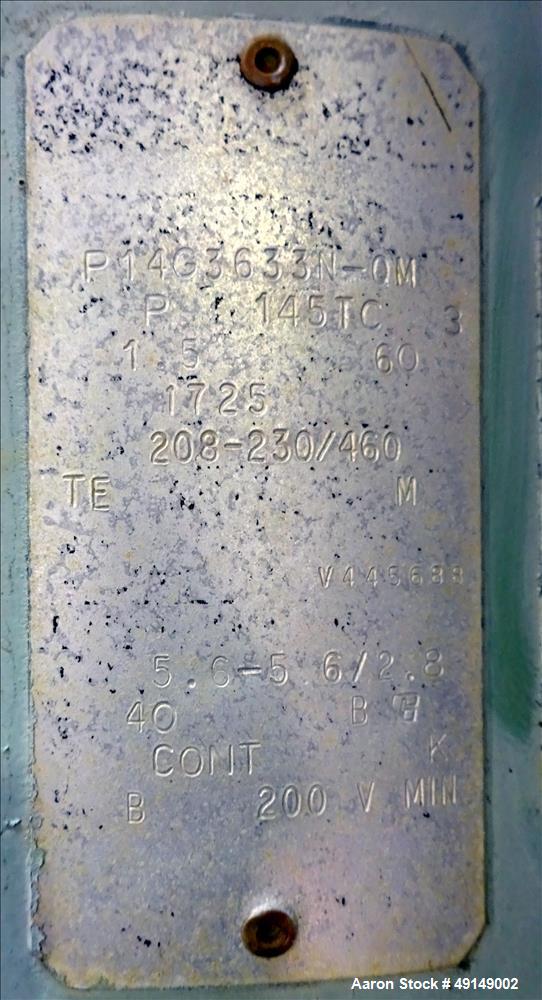 P14G3633N-QM
P 145TC 3
1.5 60
1725
208-230/460
TE M
V445688
5.6-5.6/2.8
40 B
CONT K
B 200 V MIN
Aaron Stock # 49149002